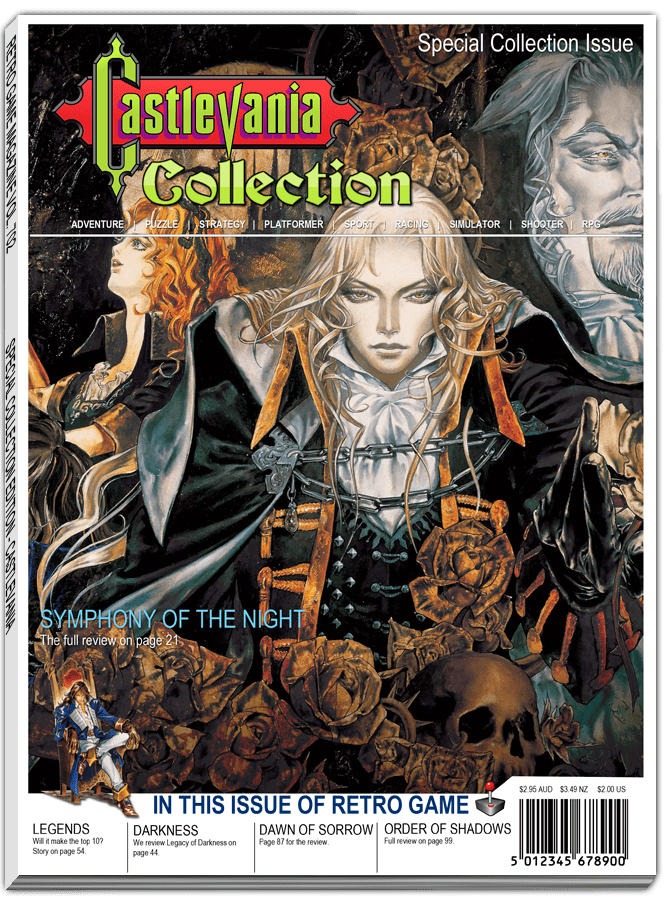 Special Collection Issue
Castlevania
Collection
ADVENTURE | PUZZLE | STRATEGY | PLATFORMER | SPORT | RACING | SIMULATOR | SHOOTER | RPG
SYMPHONY OF THE NIGHT
The full review on page 21
IN THIS ISSUE OF RETRO GAME
$2.95 AUD $3.49 NZ $2.00 US
LEGENDS
Will it make the top 10?
Story on page 54.
DARKNESS
We review Legacy of Darkness on
page 44.
DAWN OF SORROW
Page 87 for the review.
ORDER OF SHADOWS
Full review on page 99.
5 012345 678900
SPECIAL COLLECTION EDITION - CASTLEVANIA